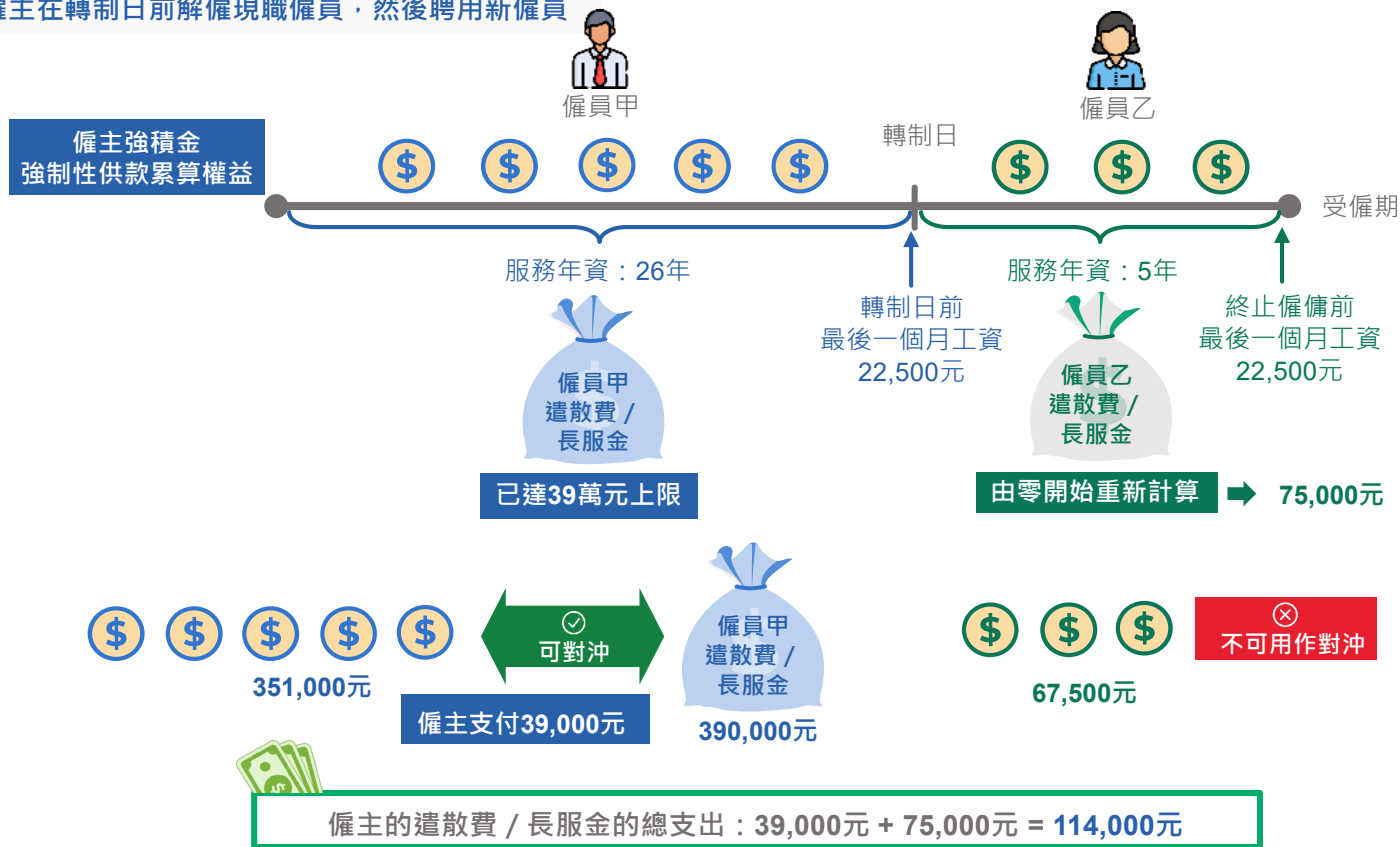 僱主在轉制日前解僱現職僱員，然後聘用新僱員
僱員甲
僱員乙
轉制日
僱主強積金
強制性供款累算權益
$ $ $ $ $
$ $ $
受僱期
服務年資：26年
轉制日前
最後一個月工資
22,500元
服務年資：5年
終止僱傭前
最後一個月工資
22,500元
僱員甲
遣散費 /
長服金
已達39萬元上限
僱員乙
遣散費 /
長服金
由零開始重新計算
75,000元
$ $ $ $ $
351,000元
可對沖
僱主支付39,000元
僱員甲
遣散費 /
長服金
390,000元
$ $ $
67,500元
不可用作對沖
僱主的遣散費 / 長服金的總支出：39,000元 + 75,000元 = 114,000元